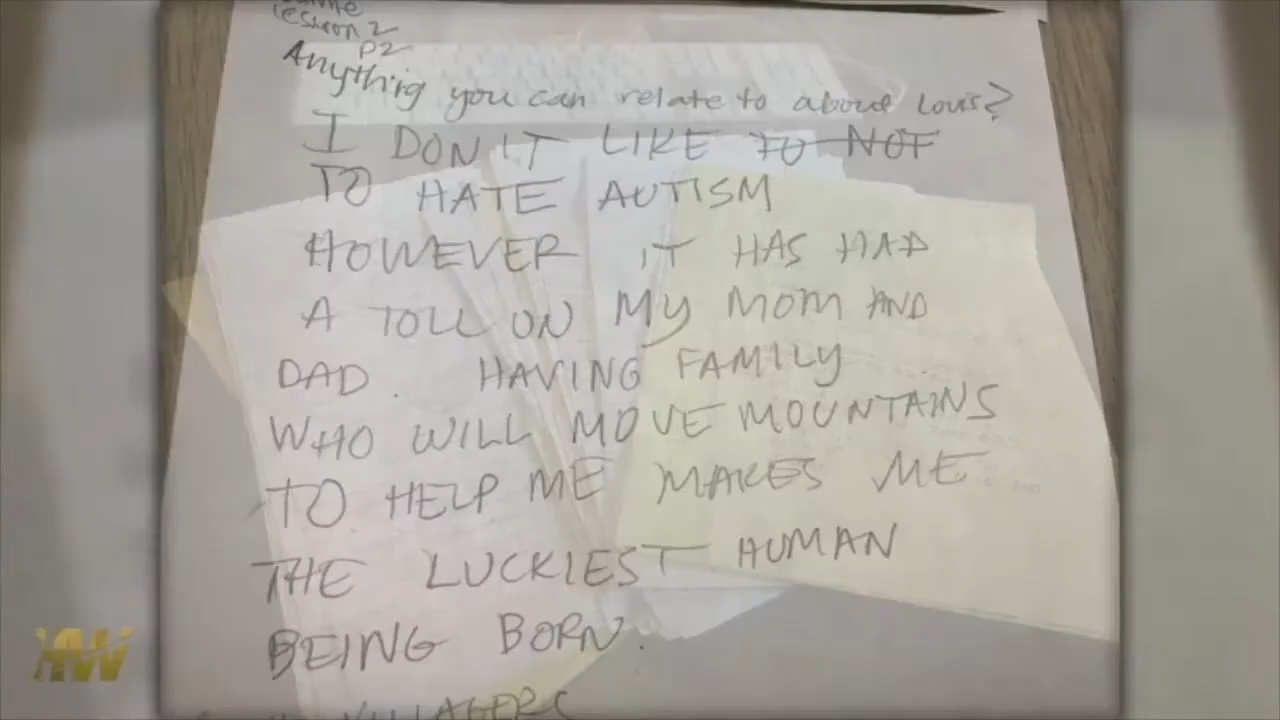 Lesson 2
P2
Anything you can relate to about Louis?
I DON'T LIKE TO NOT
TO HATE AUTISM
HOWEVER IT HAS HAD
A TOLL ON MY MOM AND
DAD. HAVING FAMILY
WHO WILL MOVE MOUNTAINS
TO HELP ME MAKES ME
THE LUCKIEST HUMAN
BEING BORN.
VILLAGERS
HW